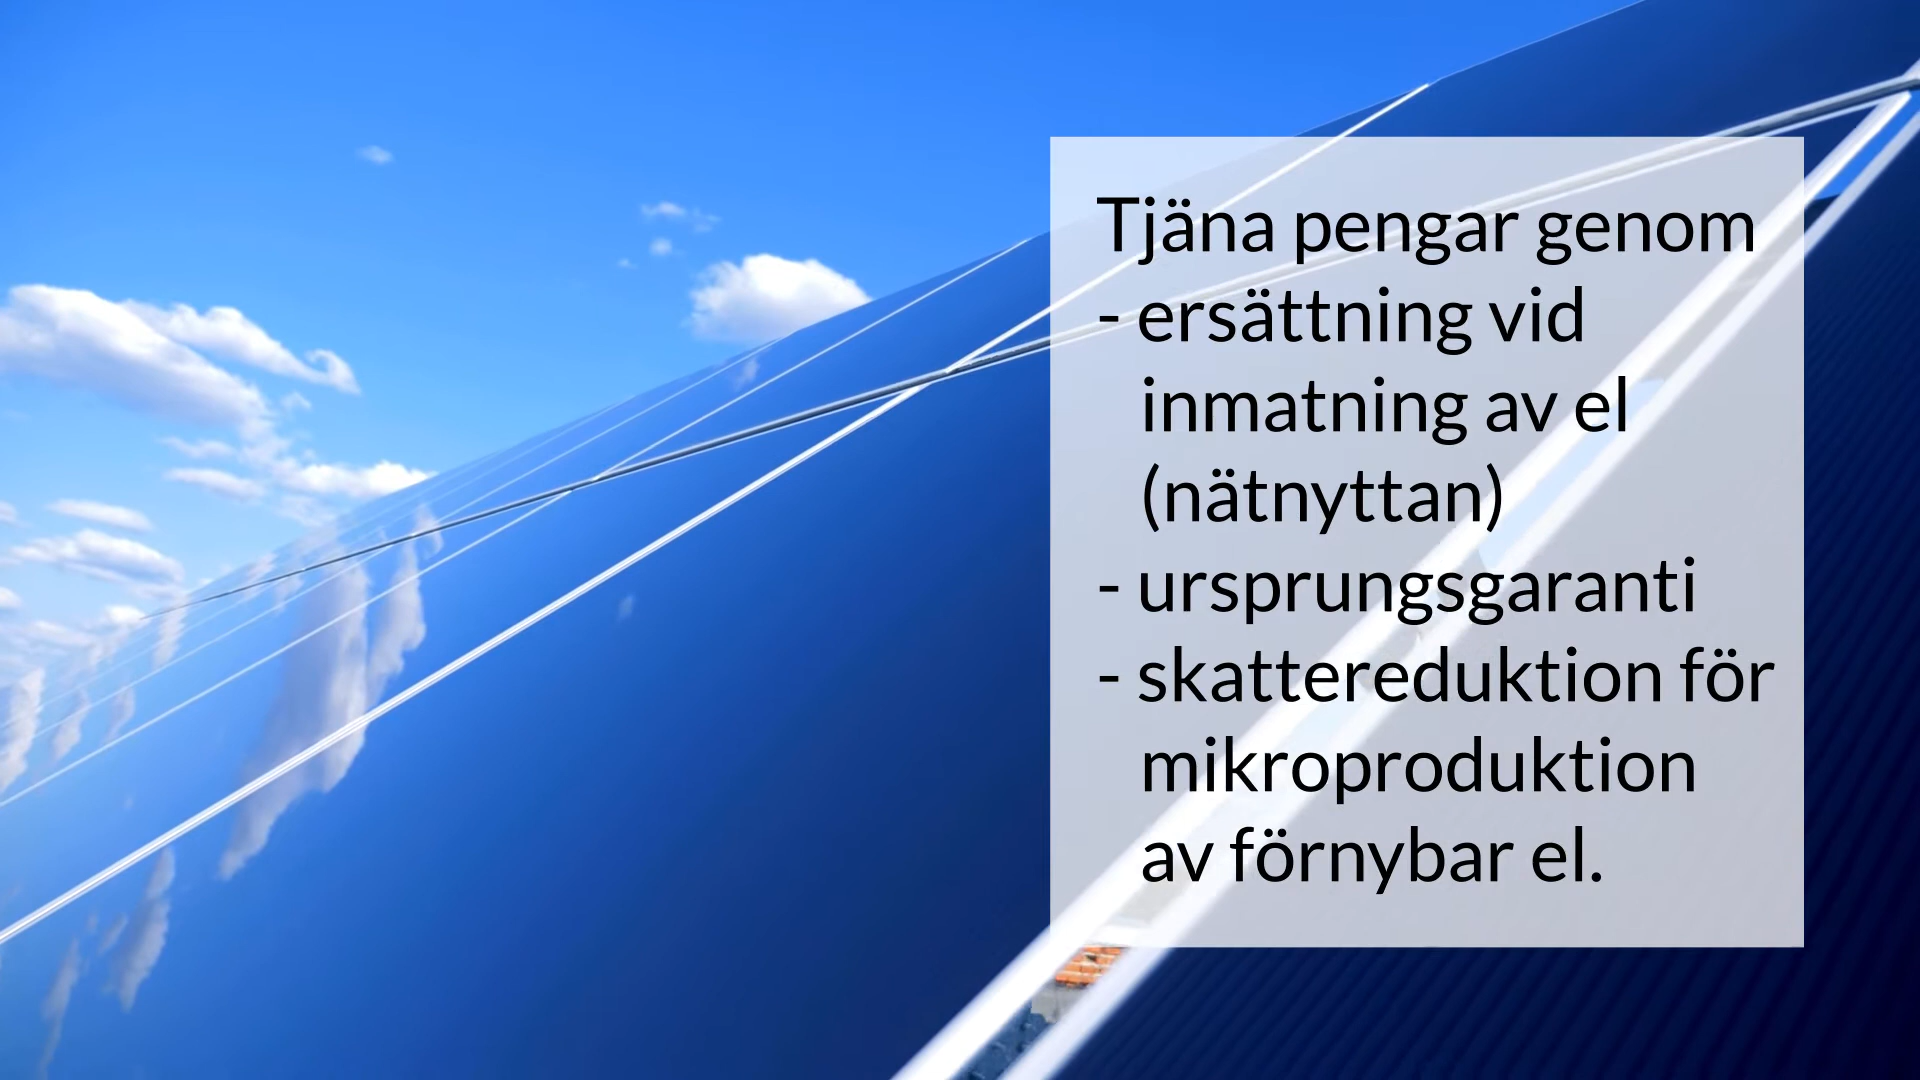 Tjäna pengar genom
- ersättning vid
inmatning av el
(nätnyttan)
- ursprungsgaranti
- skattereduktion för
mikroproduktion
av förnybar el.